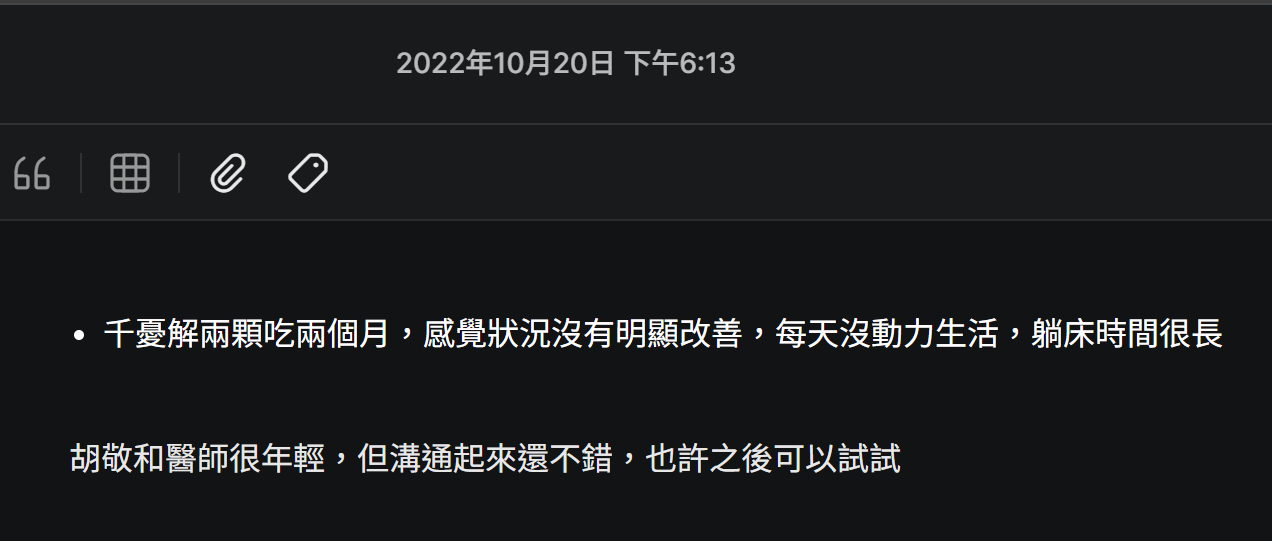 2022年10月20日 下午6:13
千憂解兩顆吃兩個月，感覺狀況沒有明顯改善，每天沒動力生活，躺床時間很長
胡敬和醫師很年輕，但溝通起來還不錯，也許之後可以試試